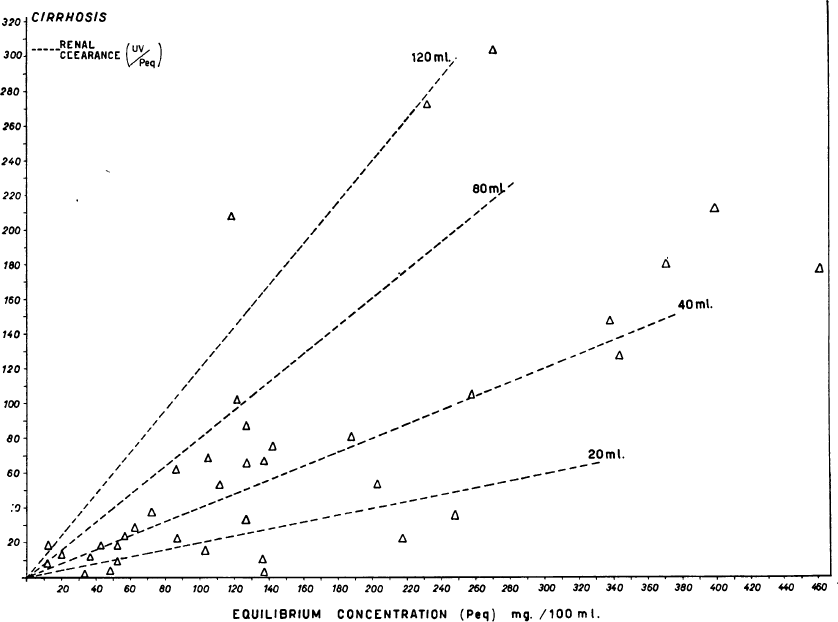 CIRRHOSIS
RENAL
CCEARANCE (UV/Peq)
320
300
280
260
240
220
200
180
160
140
120
100
80
60
20
120 ml.
80 ml.
40 ml.
20 ml.
20 40 60 80 100 120 140 160 180 200 220 240 260 280 300 320 340 360 380 400 420 440 460
EQUILIBRIUM CONCENTRATION (Peq) mg./100 ml.